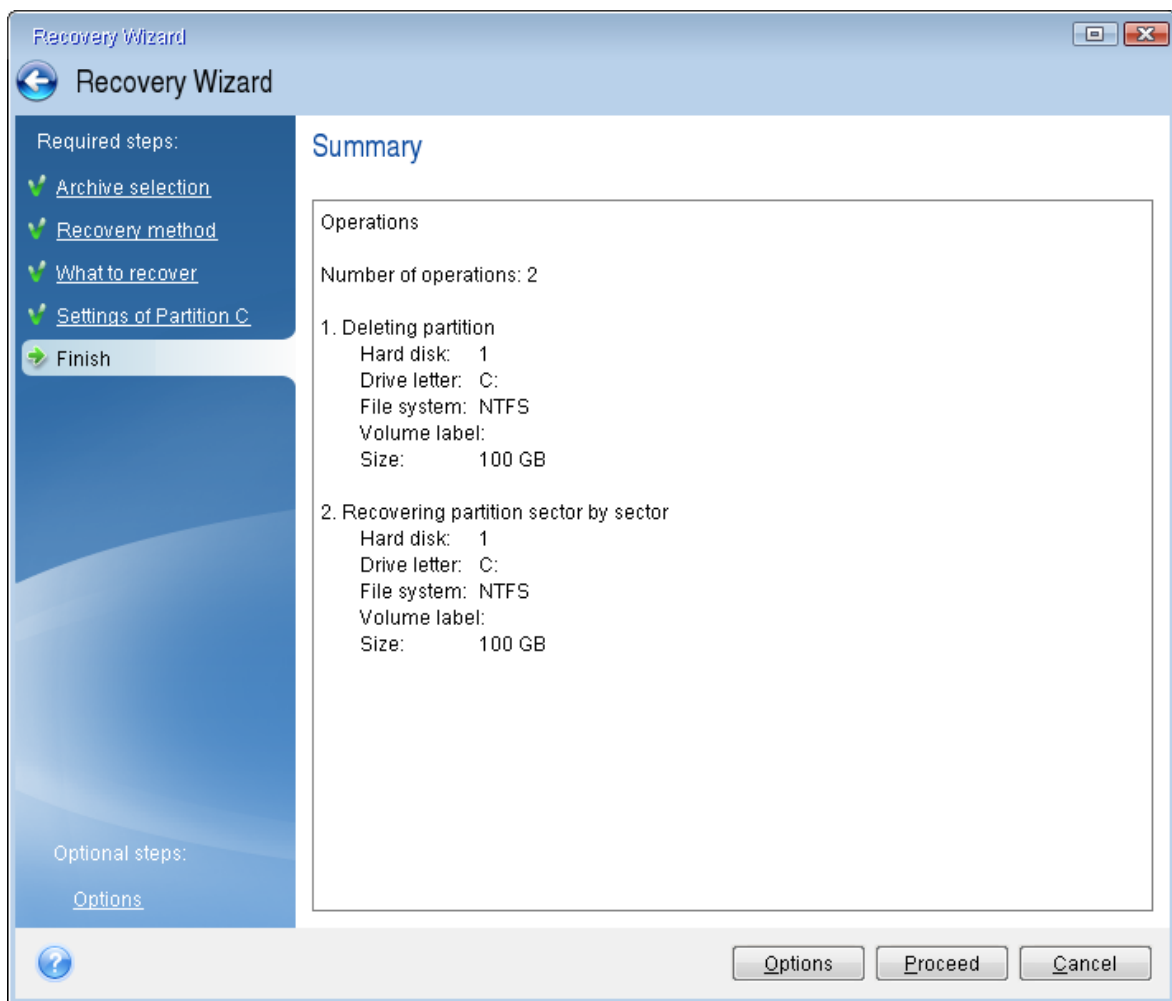 Recovery Wizard
Recovery Wizard
Required steps:
Archive selection
Recovery method
What to recover
Settings of Partition C
Finish
Optional steps:
Options
Summary
Operations
Number of operations: 2
1. Deleting partition
Hard disk: 1
Drive letter: C:
File system: NTFS
Volume label:
Size: 100 GB
2. Recovering partition sector by sector
Hard disk: 1
Drive letter: C:
File system: NTFS
Volume label:
Size: 100 GB
Options Proceed Cancel